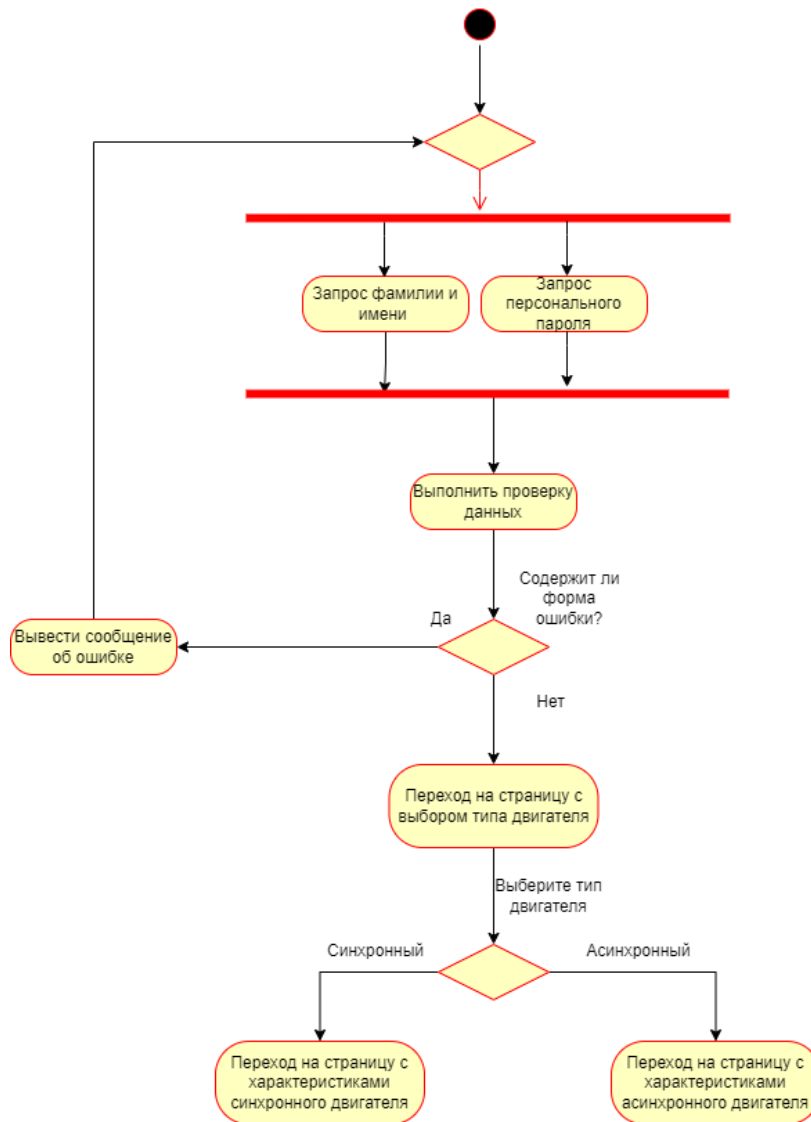 Запрос фамилии и
имени
Запрос
персонального
пароля
Выполнить проверку
данных
Содержит ли
форма
ошибки?
Да
Вывести сообщение
об ошибке
Нет
Переход на страницу с
выбором типа двигателя
Выберите тип
двигателя
Синхронный
Асинхронный
Переход на страницу с
характеристиками
синхронного двигателя
Переход на страницу с
характеристиками
асинхронного двигателя